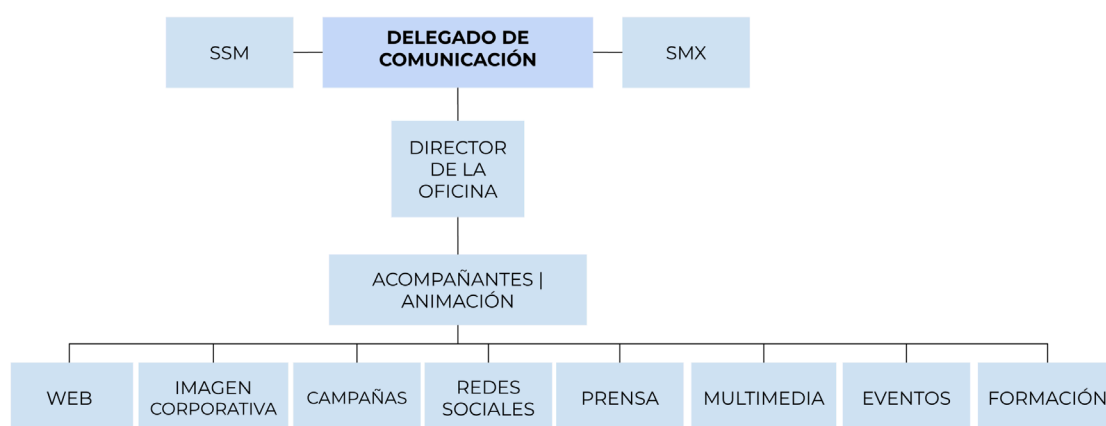 SSM
DELEGADO DE
COMUNICACIÓN
SMX
DIRECTOR
DE LA
OFICINA
ACOMPAÑANTES |
ANIMACIÓN
WEB
IMAGEN
CORPORATIVA
CAMPAÑAS
REDES
SOCIALES
PRENSA
MULTIMEDIA
EVENTOS
FORMACIÓN